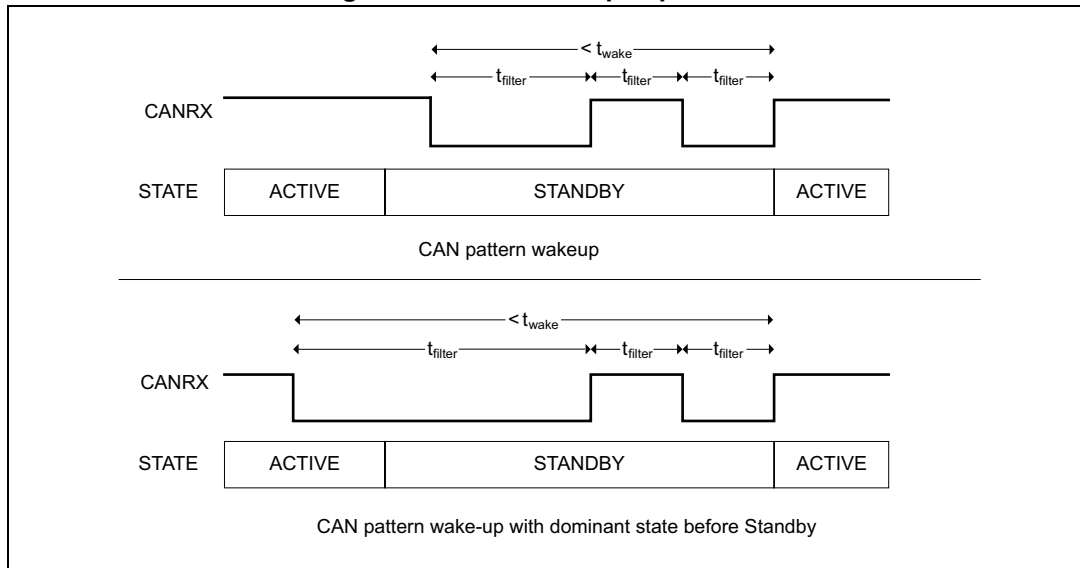 < twake
tfilter tfilter tfilter
CANRX
STATE ACTIVE STANDBY ACTIVE
CAN pattern wakeup
< twake
tfilter tfilter tfilter
CANRX
STATE ACTIVE STANDBY ACTIVE
CAN pattern wake-up with dominant state before Standby